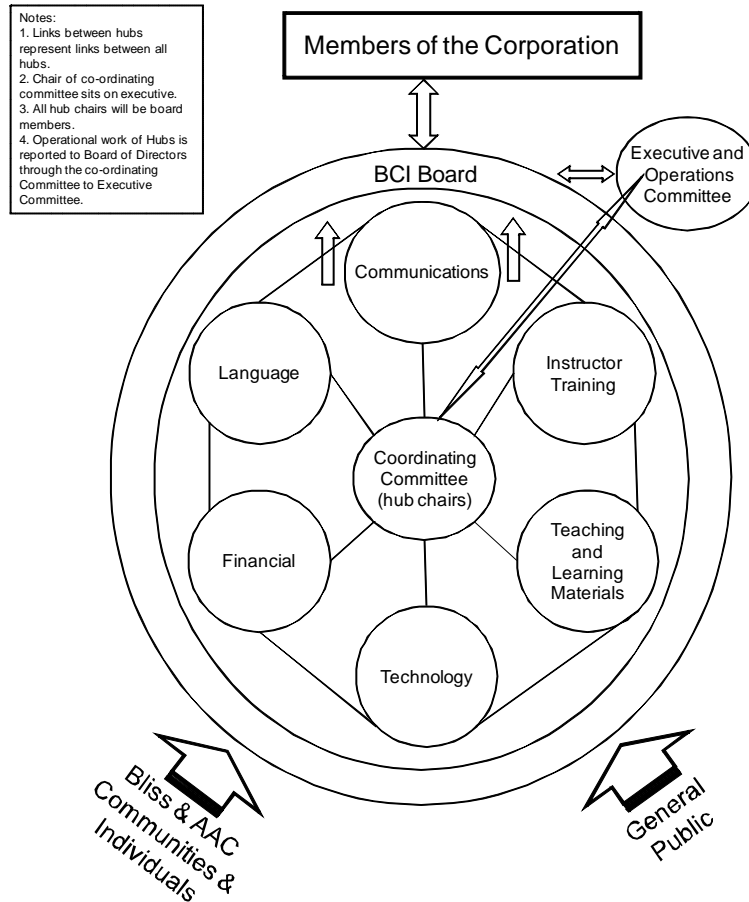 Notes:
1. Links between hubs
represent links between all
hubs.
2. Chair of co-ordinating
committee sits on executive.
3. All hub chairs will be board
members.
4. Operational work of Hubs is
reported to Board of Directors
through the co-ordinating
Committee to Executive
Committee.
Members of the Corporation
BCI Board
Executive and
Operations
Committee
Communications
Language
Instructor
Training
Coordinating
Committee
(hub chairs)
Financial
Teaching
and
Learning
Materials
Technology
Bliss & AAC
Communities &
Individuals
General
Public